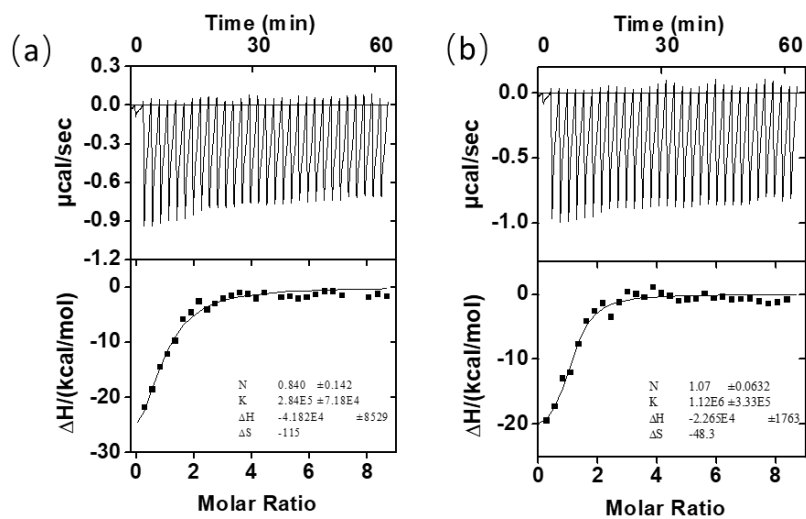 (a)
Time (min)
0 30 60
0.3
0.0
-0.3
-0.6
-0.9
-1.2
µcal/sec
0
-10
-20
-30
ΔH/(kcal/mol)
N 0.840 ±0.142
K 2.84E5 ±7.18E4
ΔH -4.182E4 ±8529
ΔS -115
0 2 4 6 8
Molar Ratio
(b)
Time (min)
0 30 60
0.0
-0.5
-1.0
µcal/sec
0
-10
-20
-30
ΔH/(kcal/mol)
N 1.07 ±0.0632
K 1.12E6 ±3.33E5
ΔH -2.265E4 ±1763
ΔS -48.3
0 2 4 6 8
Molar Ratio